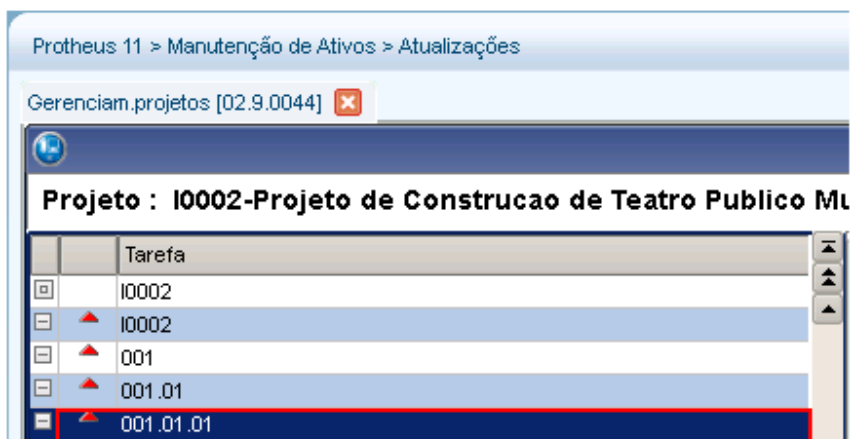 Protheus 11 > Manutenção de Ativos > Atualizações
Gerenciam.projetos [02.9.0044]
Projeto : I0002-Projeto de Construcao de Teatro Publico Mu
Tarefa
I0002
I0002
001
001.01
001.01.01